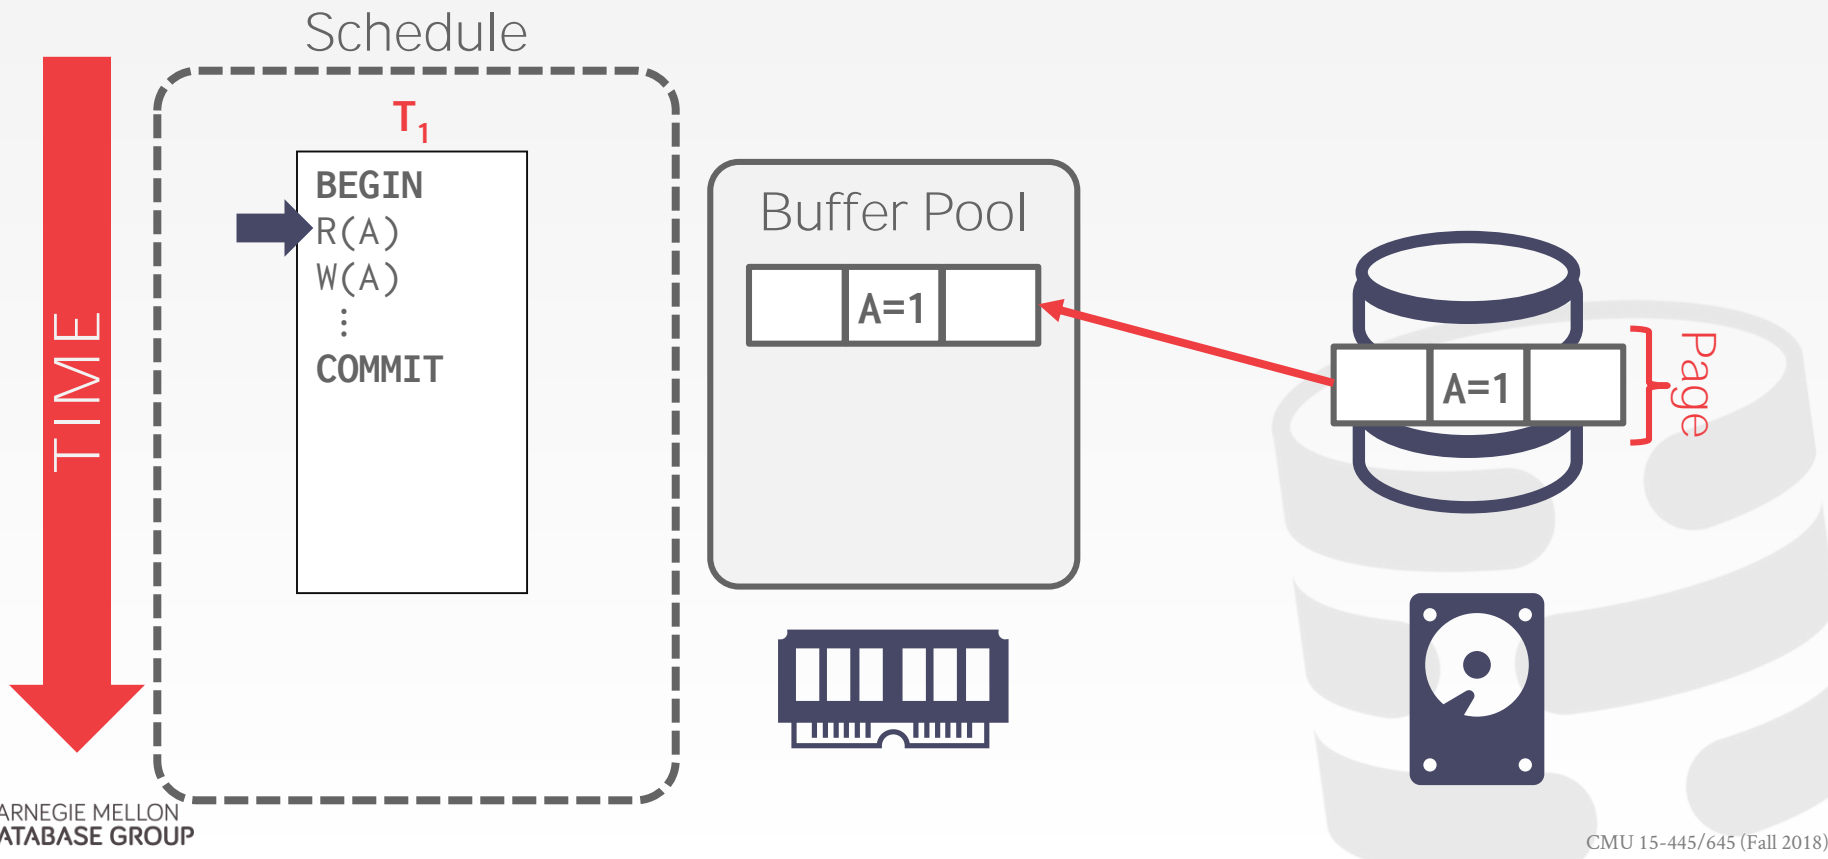 Schedule
TIME
T1
BEGIN
R(A)
W(A)
⋮
COMMIT
Buffer Pool
A=1
A=1
Page
ARNEGIE MELLON
ATABASE GROUP
CMU 15-445/645 (Fall 2018)